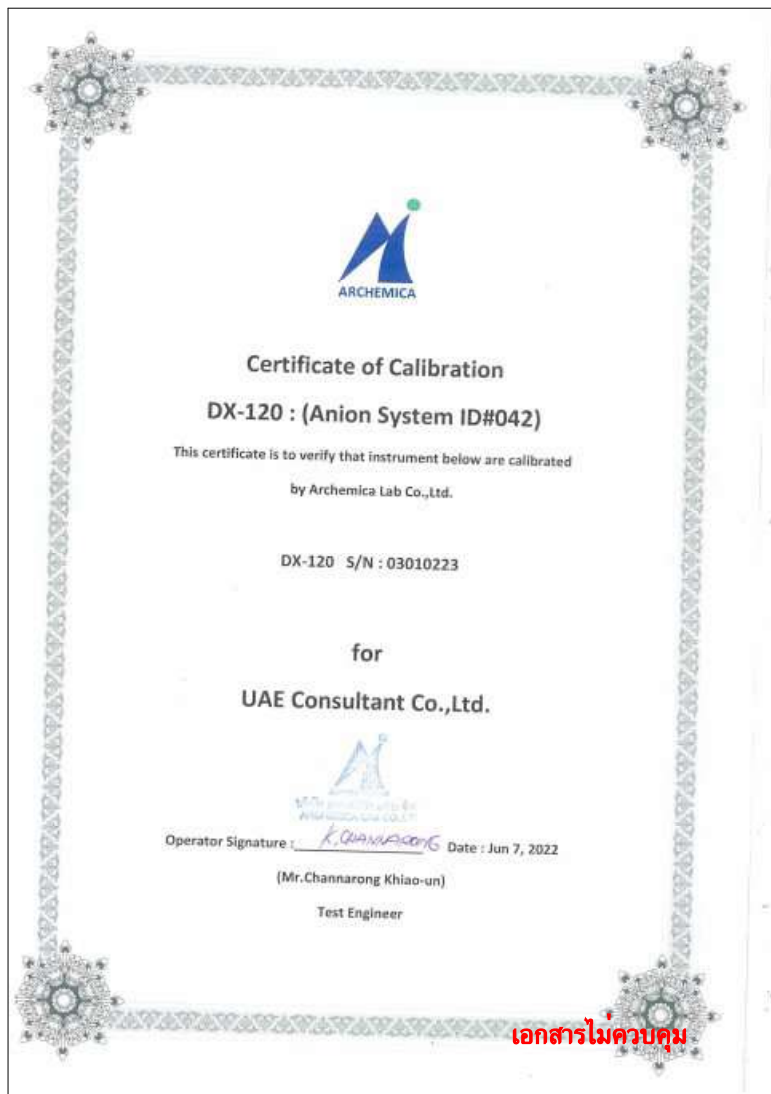 ARCHEMICA
Certificate of Calibration
DX-120 : (Anion System ID#042)
This certificate is to verify that instrument below are calibrated
by Archemica Lab Co.,Ltd.
DX-120 S/N : 03010223
for
UAE Consultant Co.,Ltd.
Operator Signature : K.CHANNARONG Date : Jun 7, 2022
(Mr.Channarong Khiao-un)
Test Engineer
เอกสารไม่ควบคุม